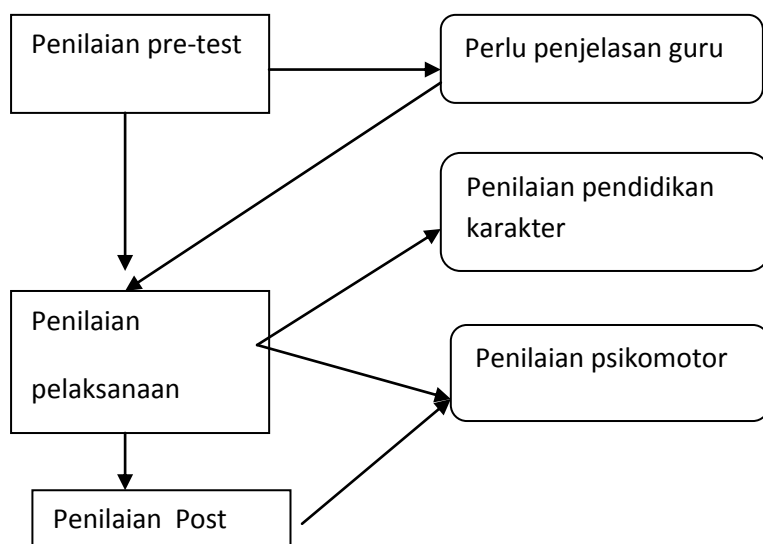 Penilaian pre-test
Perlu penjelasan guru
Penilaian pendidikan
karakter
Penilaian
pelaksanaan
Penilaian psikomotor
Penilaian Post